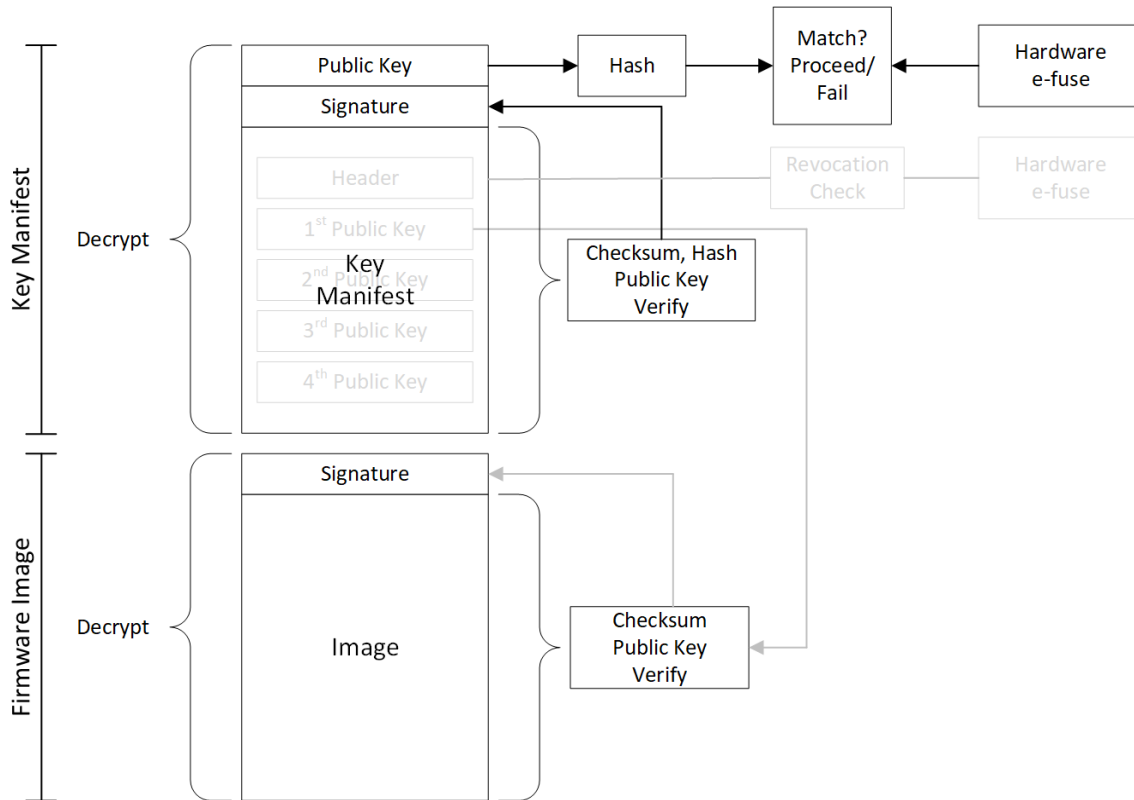 Key Manifest
Decrypt
Public Key
Signature
Header
1st Public Key
2nd Public Key
3rd Public Key
4th Public Key
Key
Manifest
Hash
Match?
Proceed/
Fail
Hardware
e-fuse
Revocation
Check
Hardware
e-fuse
Checksum, Hash
Public Key
Verify
Firmware Image
Decrypt
Signature
Image
Checksum
Public Key
Verify